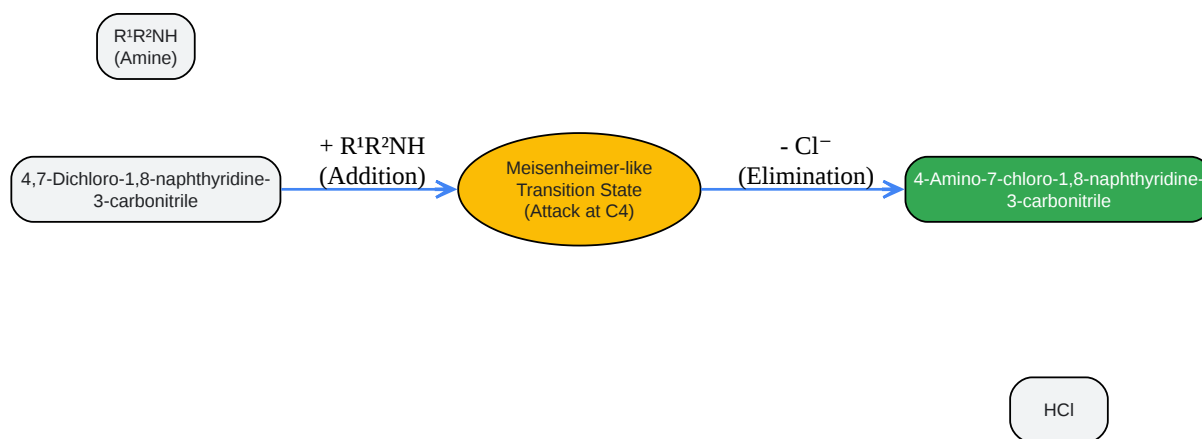 R¹R²NH
(Amine)
4,7-Dichloro-1,8-naphthyridine-
3-carbonitrile
+ R¹R²NH
(Addition)
Meisenheimer-like
Transition State
(Attack at C4)
- Cl⁻
(Elimination)
4-Amino-7-chloro-1,8-naphthyridine-
3-carbonitrile
HCl